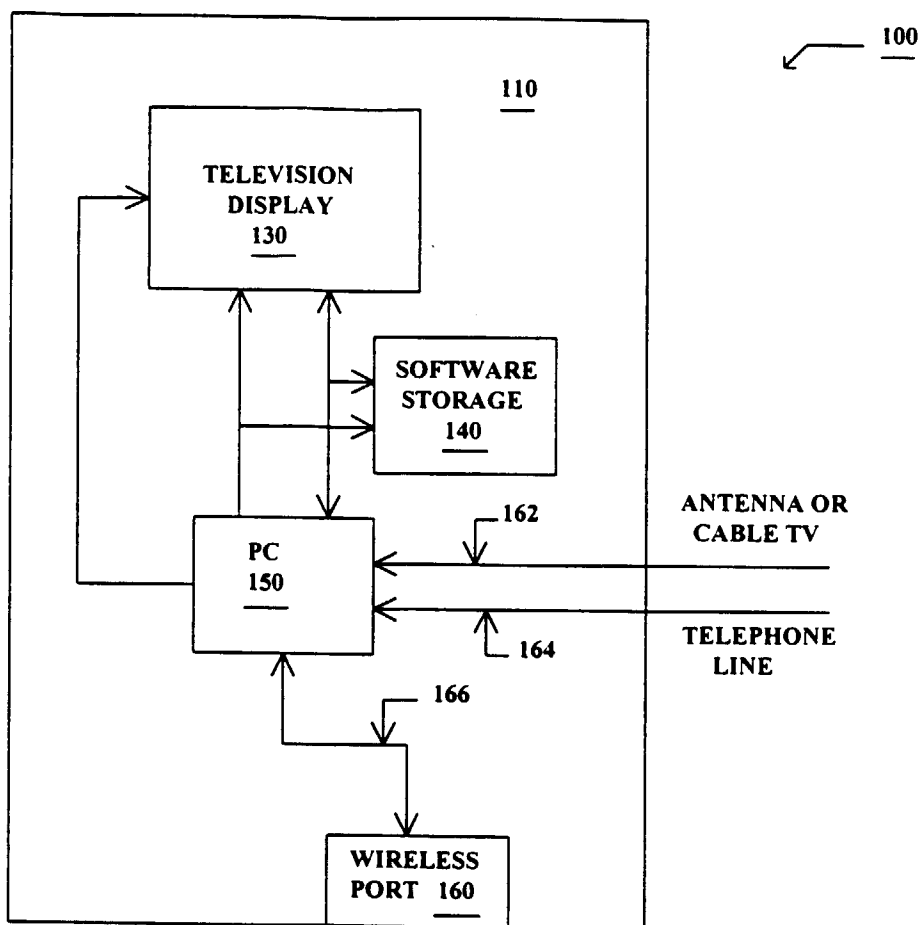 100
110
TELEVISION
DISPLAY
130
SOFTWARE
STORAGE
140
ANTENNA OR
CABLE TV
162
PC
150
TELEPHONE
LINE
164
166
WIRELESS
PORT 160